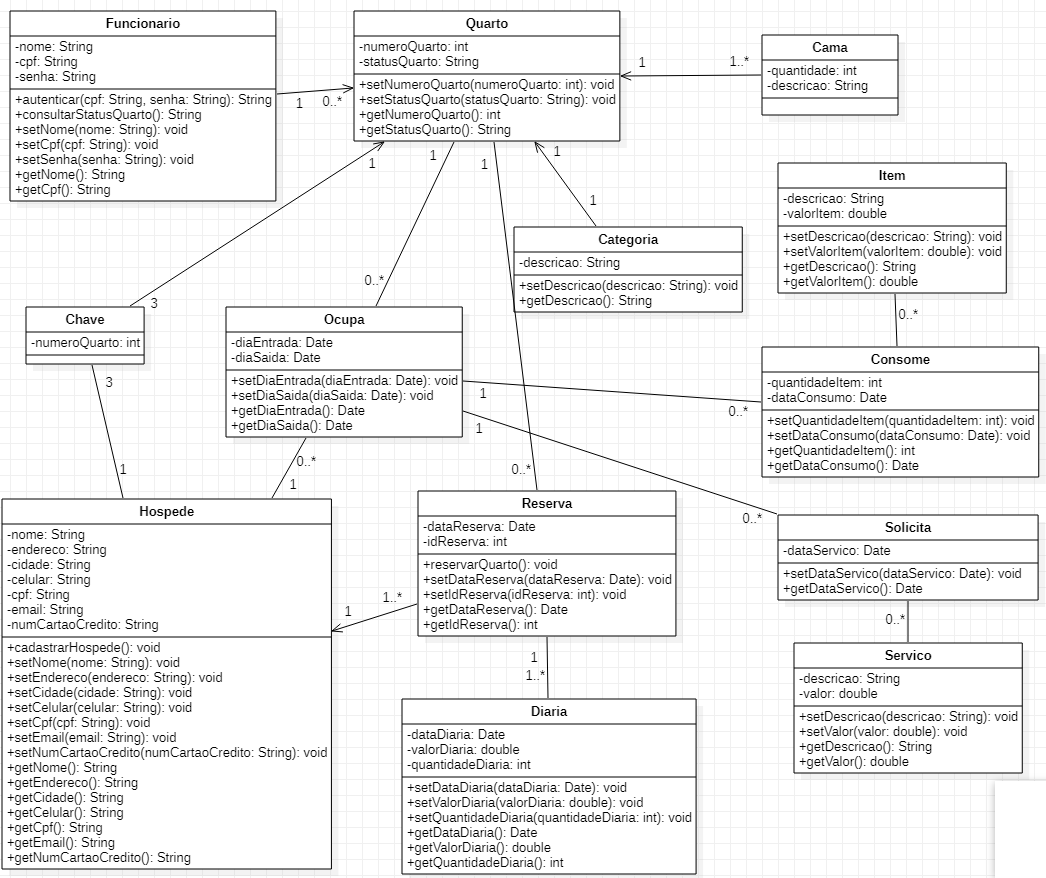 Funcionario
-nome: String
-cpf: String
-senha: String
+autenticar(cpf: String, senha: String): String
+consultarStatusQuarto(): String
+setNome(nome: String): void
+setCpf(cpf: String): void
+setSenha(senha: String): void
+getNome(): String
+getCpf(): String
1
0..*
Quarto
-numeroQuarto: int
-statusQuarto: String
+setNumeroQuarto(numeroQuarto: int): void
+setStatusQuarto(statusQuarto: String): void
+getNumeroQuarto(): int
+getStatusQuarto(): String
1
1..*
Cama
-quantidade: int
-descricao: String
1
1
1
1
1
Categoria
-descricao: String
+setDescricao(descricao: String): void
+getDescricao(): String
Item
-descricao: String
-valorItem: double
+setDescricao(descricao: String): void
+setValorItem(valorItem: double): void
+getDescricao(): String
+getValorItem(): double
0..*
3
0..*
Chave
-numeroQuarto: int
3
1
Ocupa
-diaEntrada: Date
-diaSaida: Date
+setDiaEntrada(diaEntrada: Date): void
+setDiaSaida(diaSaida: Date): void
+getDiaEntrada(): Date
+getDiaSaida(): Date
1
0..*
1
0..*
0..*
1
0..*
Consome
-quantidadeItem: int
-dataConsumo: Date
+setQuantidadeItem(quantidadeItem: int): void
+setDataConsumo(dataConsumo: Date): void
+getQuantidadeItem(): int
+getDataConsumo(): Date
Hospede
-nome: String
-endereco: String
-cidade: String
-celular: String
-cpf: String
-email: String
-numCartaoCredito: String
+cadastrarHospede(): void
+setNome(nome: String): void
+setEndereco(endereco: String): void
+setCidade(cidade: String): void
+setCelular(celular: String): void
+setCpf(cpf: String): void
+setEmail(email: String): void
+setNumCartaoCredito(numCartaoCredito: String): void
+getNome(): String
+getEndereco(): String
+getCidade(): String
+getCelular(): String
+getCpf(): String
+getEmail(): String
+getNumCartaoCredito(): String
1
1..*
Reserva
-dataReserva: Date
-idReserva: int
+reservarQuarto(): void
+setDataReserva(dataReserva: Date): void
+setIdReserva(idReserva: int): void
+getDataReserva(): Date
+getIdReserva(): int
1
1..*
Solicita
-dataServico: Date
+setDataServico(dataServico: Date): void
+getDataServico(): Date
0..*
Servico
-descricao: String
-valor: double
+setDescricao(descricao: String): void
+setValor(valor: double): void
+getDescricao(): String
+getValor(): double
Diaria
-dataDiaria: Date
-valorDiaria: double
-quantidadeDiaria: int
+setDataDiaria(dataDiaria: Date): void
+setValorDiaria(valorDiaria: double): void
+setQuantidadeDiaria(quantidadeDiaria: int): void
+getDataDiaria(): Date
+getValorDiaria(): double
+getQuantidadeDiaria(): int